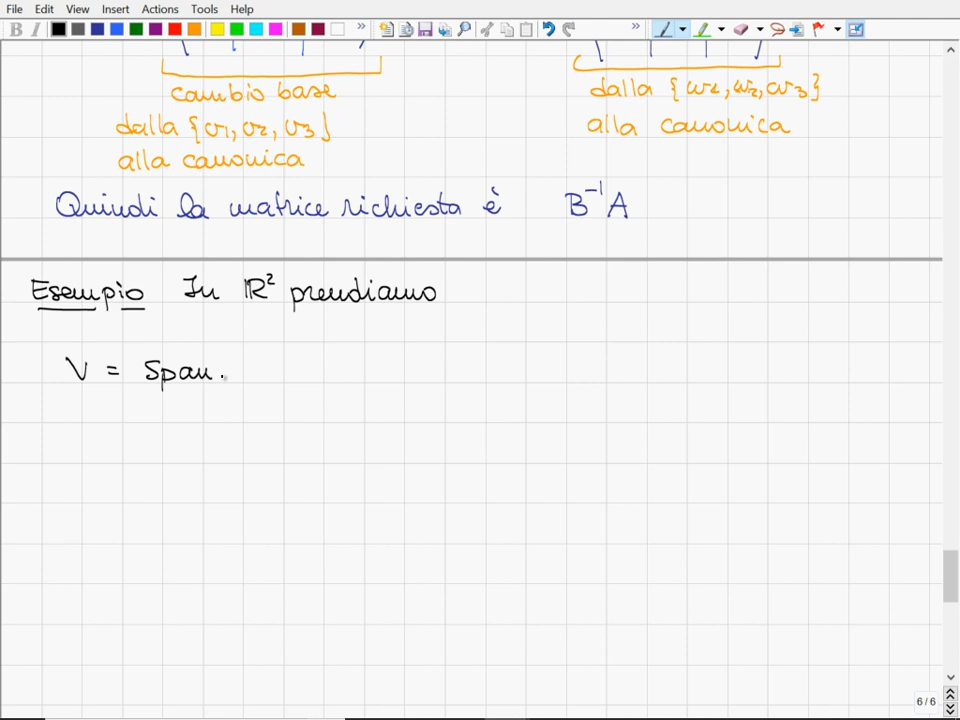 File Edit View Insert Actions Tools Help
B I
cambio base
dalla {v1, v2, v3}
alla canonica
dalla {w1, w2, w3}
alla canonica
Quindi la matrice richiesta è B⁻¹A
Esempio In ℝ² prendiamo
V = Span
6 / 6